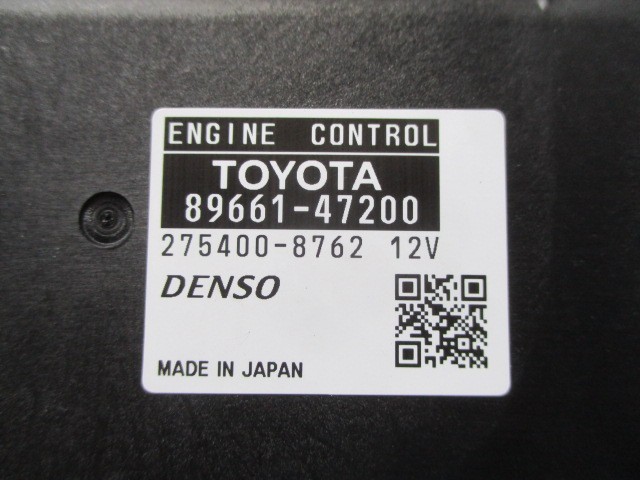 ENGINE CONTROL
TOYOTA
89661-47200
275400-8762 12V
DENSO
MADE IN JAPAN